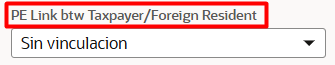 PE Link btw Taxpayer/Foreign Resident
Sin vinculacion